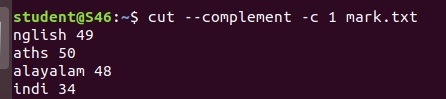 student@S46:~$ cut --complement -c 1 mark.txt
nglish 49
aths 50
alayalam 48
indi 34